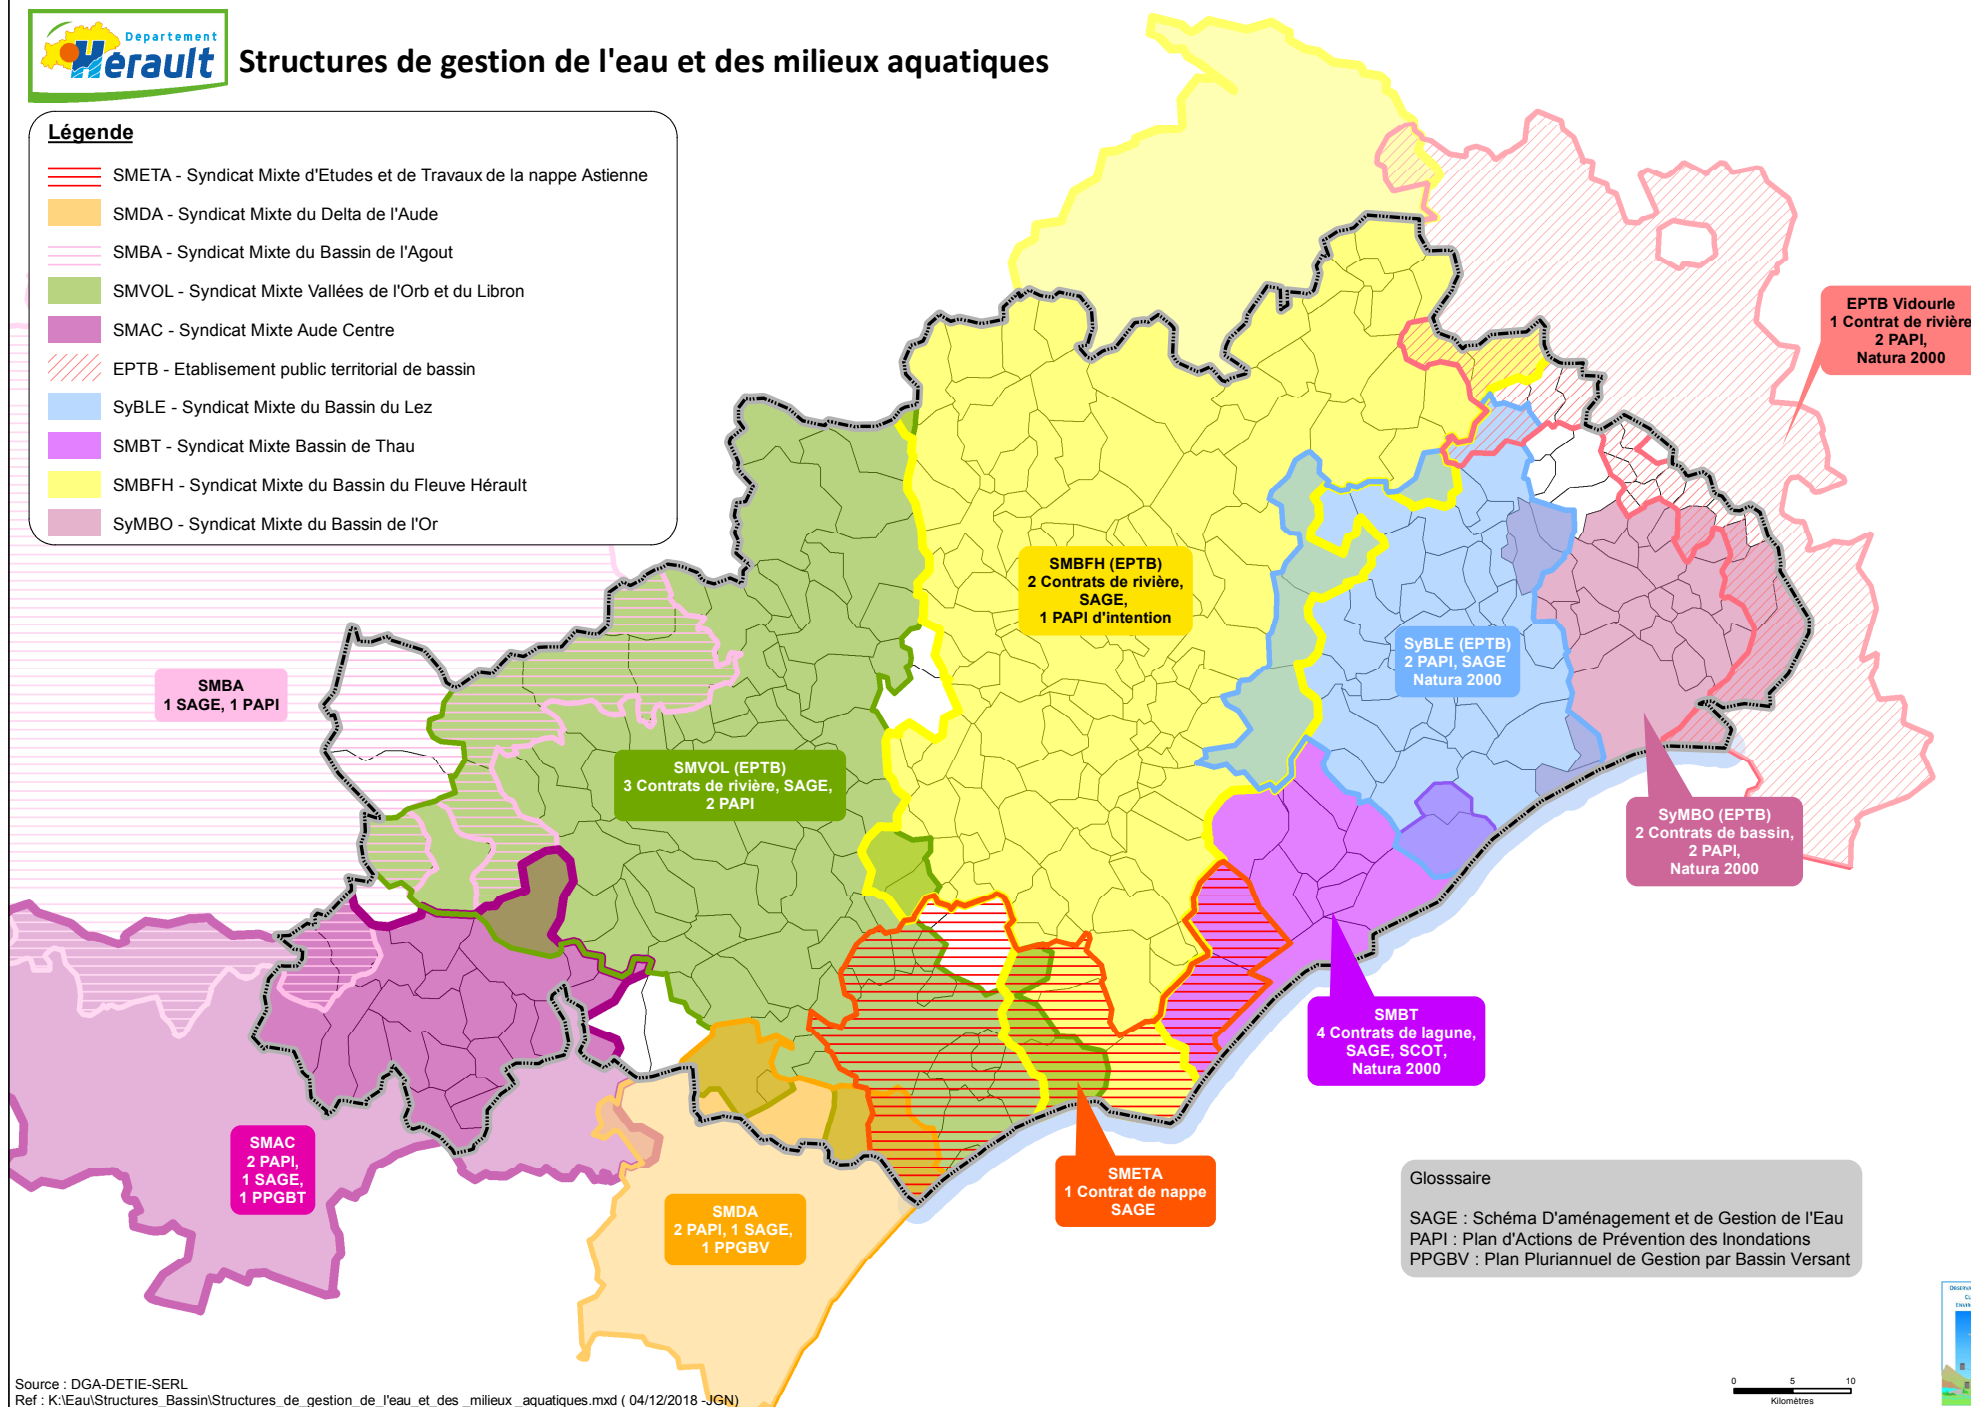 Departement
Hérault
Structures de gestion de l'eau et des milieux aquatiques
Légende
SMETA - Syndicat Mixte d'Etudes et de Travaux de la nappe Astienne
SMDA - Syndicat Mixte du Delta de l'Aude
SMBA - Syndicat Mixte du Bassin de l'Agout
SMVOL - Syndicat Mixte Vallées de l'Orb et du Libron
SMAC - Syndicat Mixte Aude Centre
EPTB - Etablisement public territorial de bassin
SyBLE - Syndicat Mixte du Bassin du Lez
SMBT - Syndicat Mixte Bassin de Thau
SMBFH - Syndicat Mixte du Bassin du Fleuve Hérault
SyMBO - Syndicat Mixte du Bassin de l'Or
EPTB Vidourle
1 Contrat de rivière
2 PAPI,
Natura 2000
SMBFH (EPTB)
2 Contrats de rivière,
SAGE,
1 PAPI d'intention
SyBLE (EPTB)
2 PAPI, SAGE
Natura 2000
SMBA
1 SAGE, 1 PAPI
SMVOL (EPTB)
3 Contrats de rivière, SAGE,
2 PAPI
SyMBO (EPTB)
2 Contrats de bassin,
2 PAPI,
Natura 2000
SMBT
4 Contrats de lagune,
SAGE, SCOT,
Natura 2000
SMAC
2 PAPI,
1 SAGE,
1 PPGBT
SMETA
1 Contrat de nappe
SAGE
SMDA
2 PAPI, 1 SAGE,
1 PPGBV
Glosssaire
SAGE : Schéma D'aménagement et de Gestion de l'Eau
PAPI : Plan d'Actions de Prévention des Inondations
PPGBV : Plan Pluriannuel de Gestion par Bassin Versant
0 5 10
Kilomètres
Source : DGA-DETIE-SERL
Ref : K:\Eau\Structures_Bassin\Structures_de_gestion_de_l'eau_et_des _milieux _aquatiques.mxd ( 04/12/2018 -JGN)